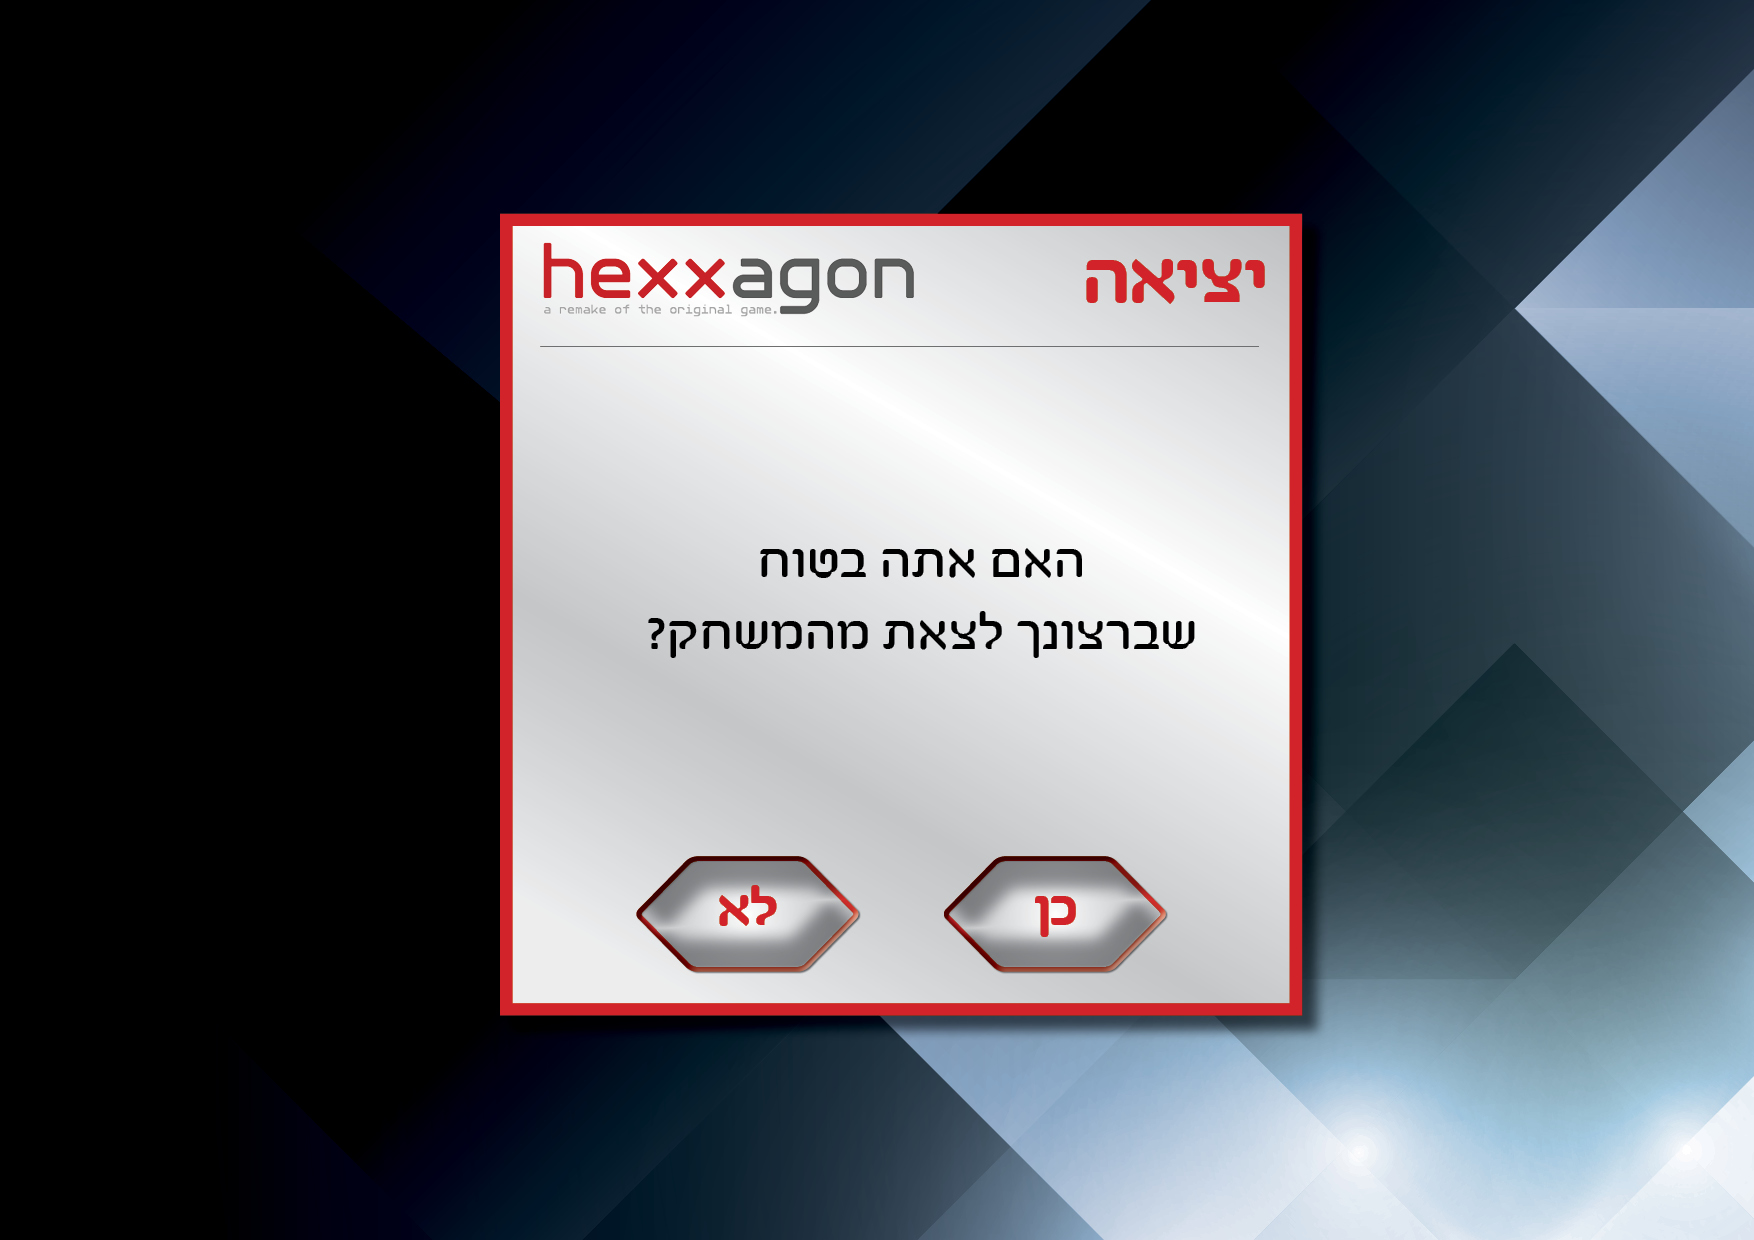 hexxagon
a remake of the original game.
יציאה
האם אתה בטוח
שברצונך לצאת מהמשחק?
כן
לא